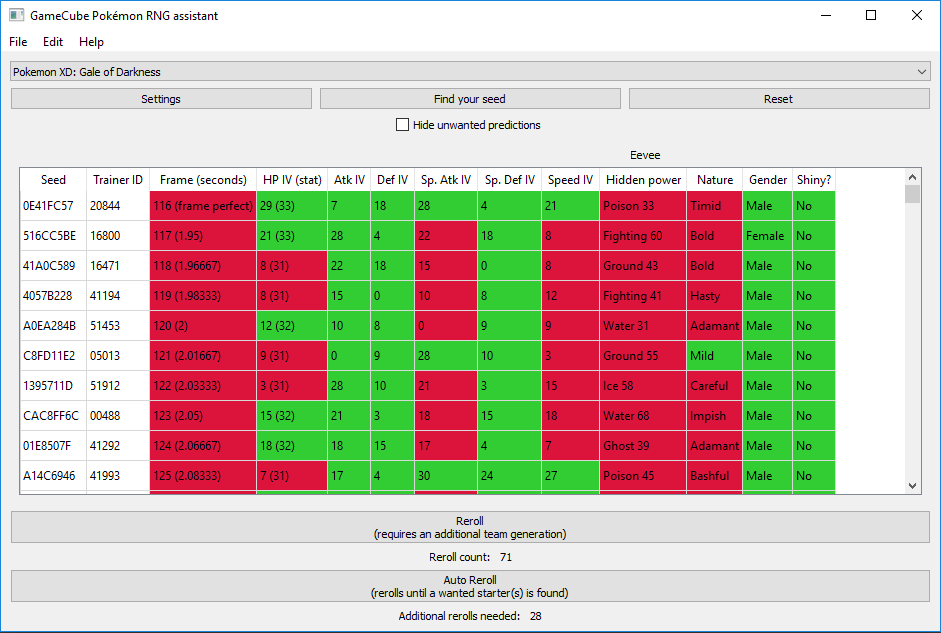 GameCube Pokémon RNG assistant
File Edit Help
Pokemon XD: Gale of Darkness
Settings Find your seed Reset
Hide unwanted predictions
Eevee
Seed Trainer ID Frame (seconds) HP IV (stat) Atk IV Def IV Sp. Atk IV Sp. Def IV Speed IV Hidden power Nature Gender Shiny?
0E41FC57 20844 116 (frame perfect) 29 (33) 7 18 28 4 21 Poison 33 Timid Male No
516CC5BE 16800 117 (1.95) 21 (33) 28 4 22 18 8 Fighting 60 Bold Female No
41A0C589 16471 118 (1.96667) 8 (31) 22 18 15 0 8 Ground 43 Bold Male No
4057B228 41194 119 (1.98333) 8 (31) 15 0 10 8 12 Fighting 41 Hasty Male No
A0EA284B 51453 120 (2) 12 (32) 10 8 0 9 9 Water 31 Adamant Male No
C8FD11E2 05013 121 (2.01667) 9 (31) 0 9 28 10 3 Ground 55 Mild Male No
1395711D 51912 122 (2.03333) 3 (31) 28 10 21 3 15 Ice 58 Careful Male No
CAC8FF6C 00488 123 (2.05) 15 (32) 21 3 18 15 18 Water 68 Impish Male No
01E8507F 41292 124 (2.06667) 18 (32) 18 15 17 4 7 Ghost 39 Adamant Male No
A14C6946 41993 125 (2.08333) 7 (31) 17 4 30 24 27 Poison 45 Bashful Male No
Reroll
(requires an additional team generation)
Reroll count: 71
Auto Reroll
(rerolls until a wanted starter(s) is found)
Additional rerolls needed: 28